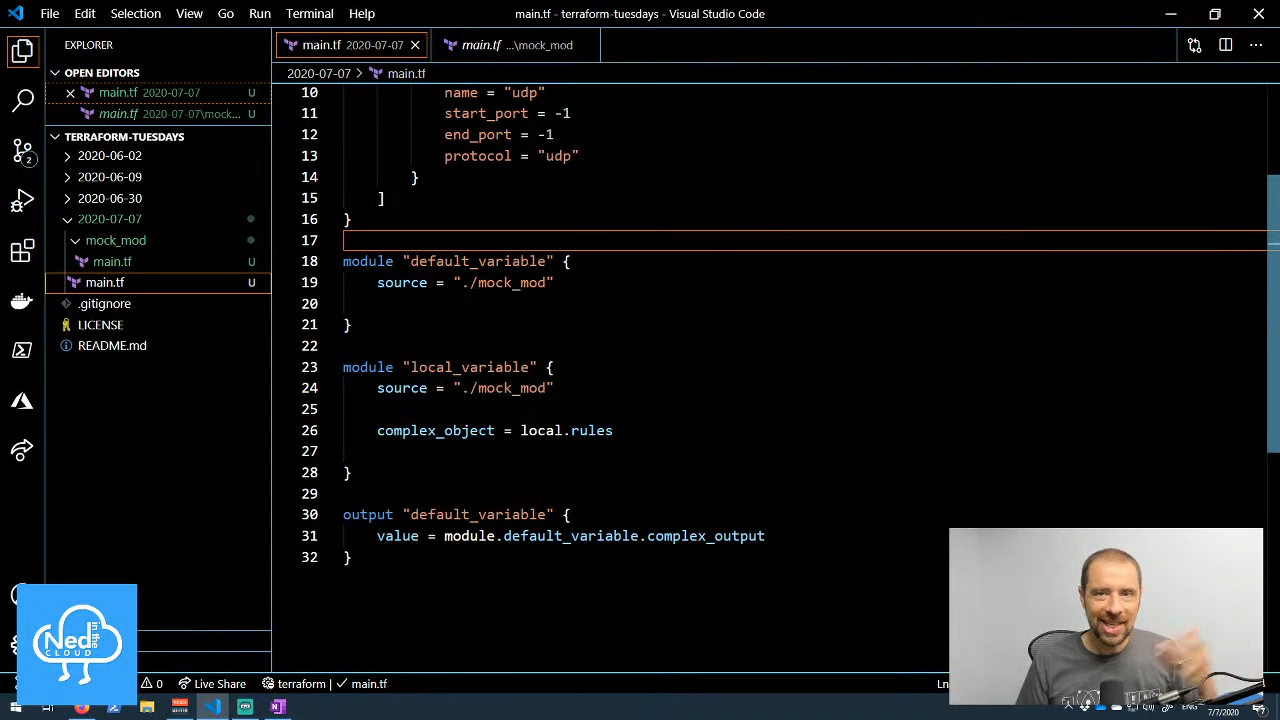 File Edit Selection View Go Run Terminal Help
main.tf - terraform-tuesdays - Visual Studio Code
EXPLORER
OPEN EDITORS
main.tf 2020-07-07 U
main.tf 2020-07-07\mock... U
TERRAFORM-TUESDAYS
2020-06-02
2020-06-09
2020-06-30
2020-07-07
mock_mod
main.tf U
main.tf U
.gitignore
LICENSE
README.md
2
main.tf 2020-07-07
main.tf ...\mock_mod
2020-07-07 > main.tf
10 name = "udp"
11 start_port = -1
12 end_port = -1
13 protocol = "udp"
14 }
15 ]
16 }
17
18 module "default_variable" {
19 source = "./mock_mod"
20
21 }
22
23 module "local_variable" {
24 source = "./mock_mod"
25
26 complex_object = local.rules
27
28 }
29
30 output "default_variable" {
31 value = module.default_variable.complex_output
32 }
Ned in the CLOUD
0 Live Share terraform main.tf
Ln
ENG
7/7/2020